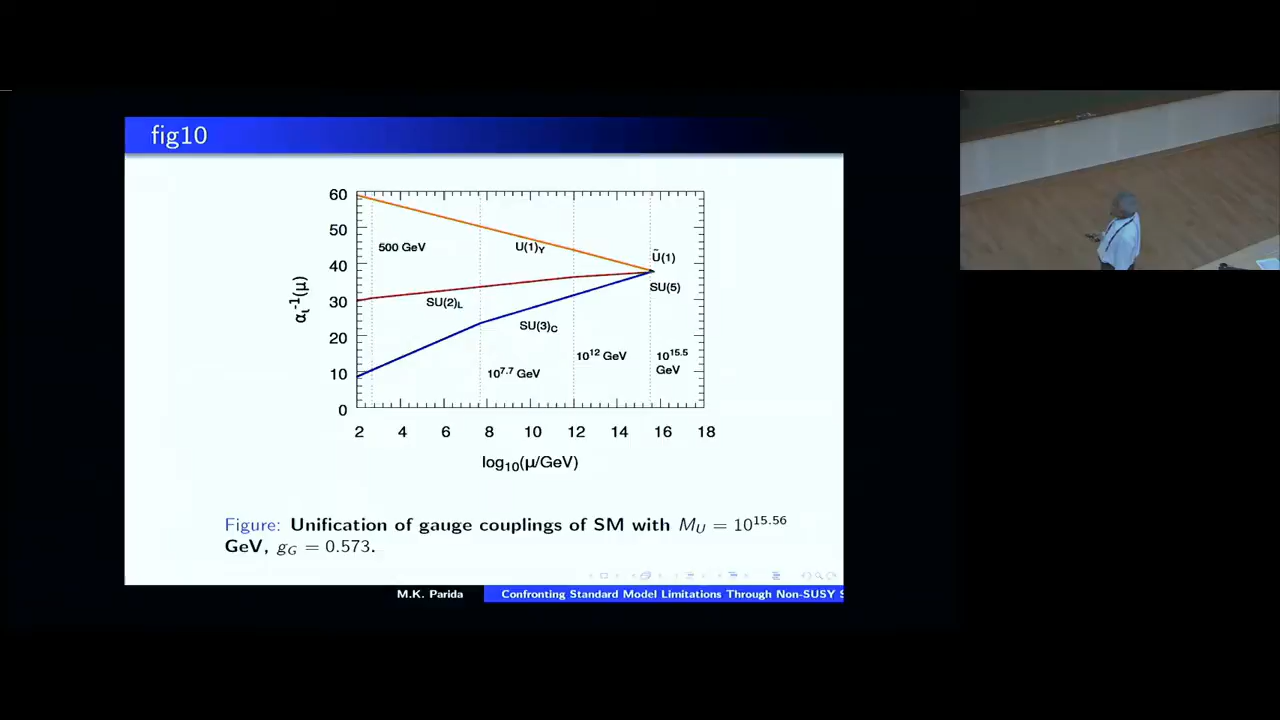 fig10
60
50
40
30
20
10
0
αᵢ⁻¹(μ)
500 GeV
U(1)Y
Ũ(1)
SU(5)
SU(2)L
SU(3)C
10^12 GeV
10^15.5
GeV
10^7.7 GeV
2 4 6 8 10 12 14 16 18
log10(μ/GeV)
Figure: Unification of gauge couplings of SM with M_U = 10^15.56
GeV, g_G = 0.573.
M.K. Parida
Confronting Standard Model Limitations Through Non-SUSY S